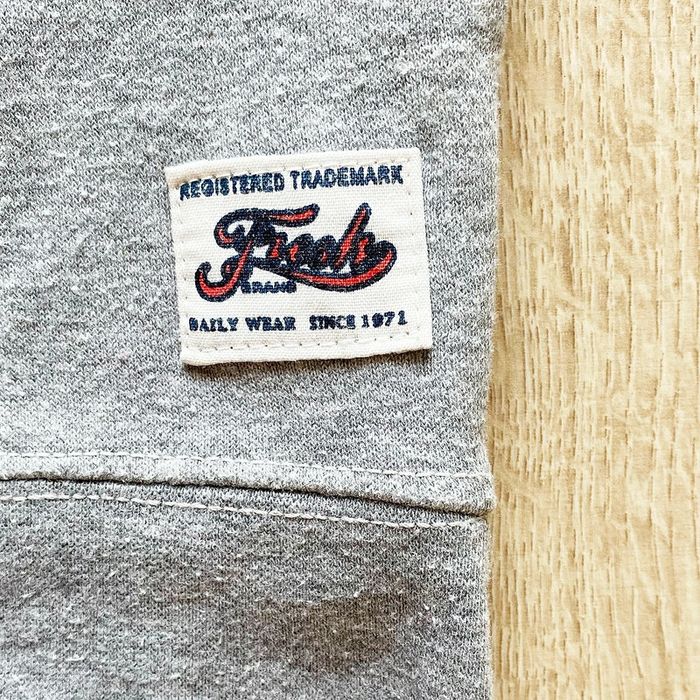 REGISTERED TRADEMARK
Fresh
BRAND
DAILY WEAR SINCE 1971